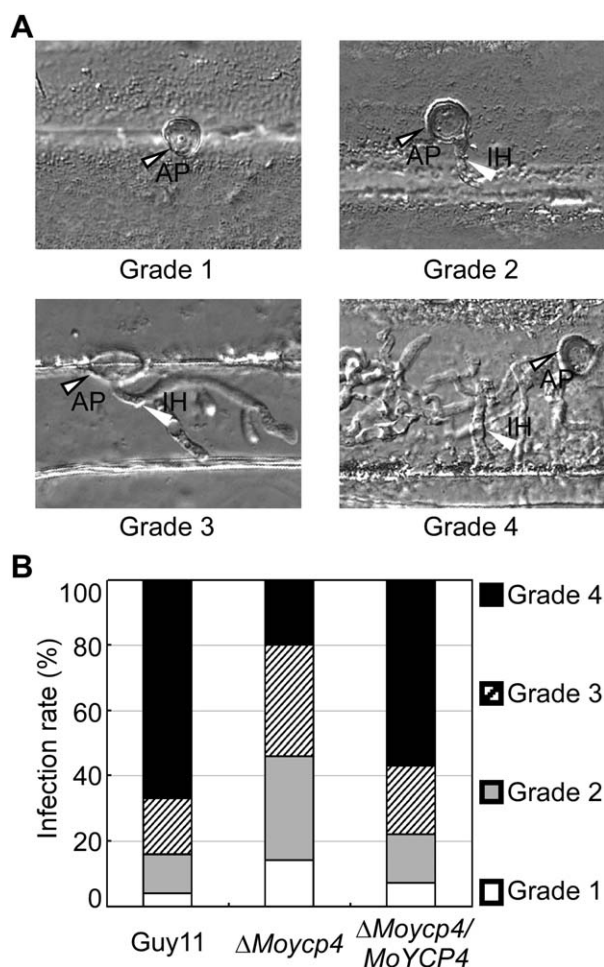 A
AP
AP IH
Grade 1 Grade 2
AP IH
AP
IH
Grade 3 Grade 4
B
Infection rate (%)
100
80
60
40
20
0
Guy11 ΔMoycp4 ΔMoycp4/
MoYCP4
Grade 4
Grade 3
Grade 2
Grade 1